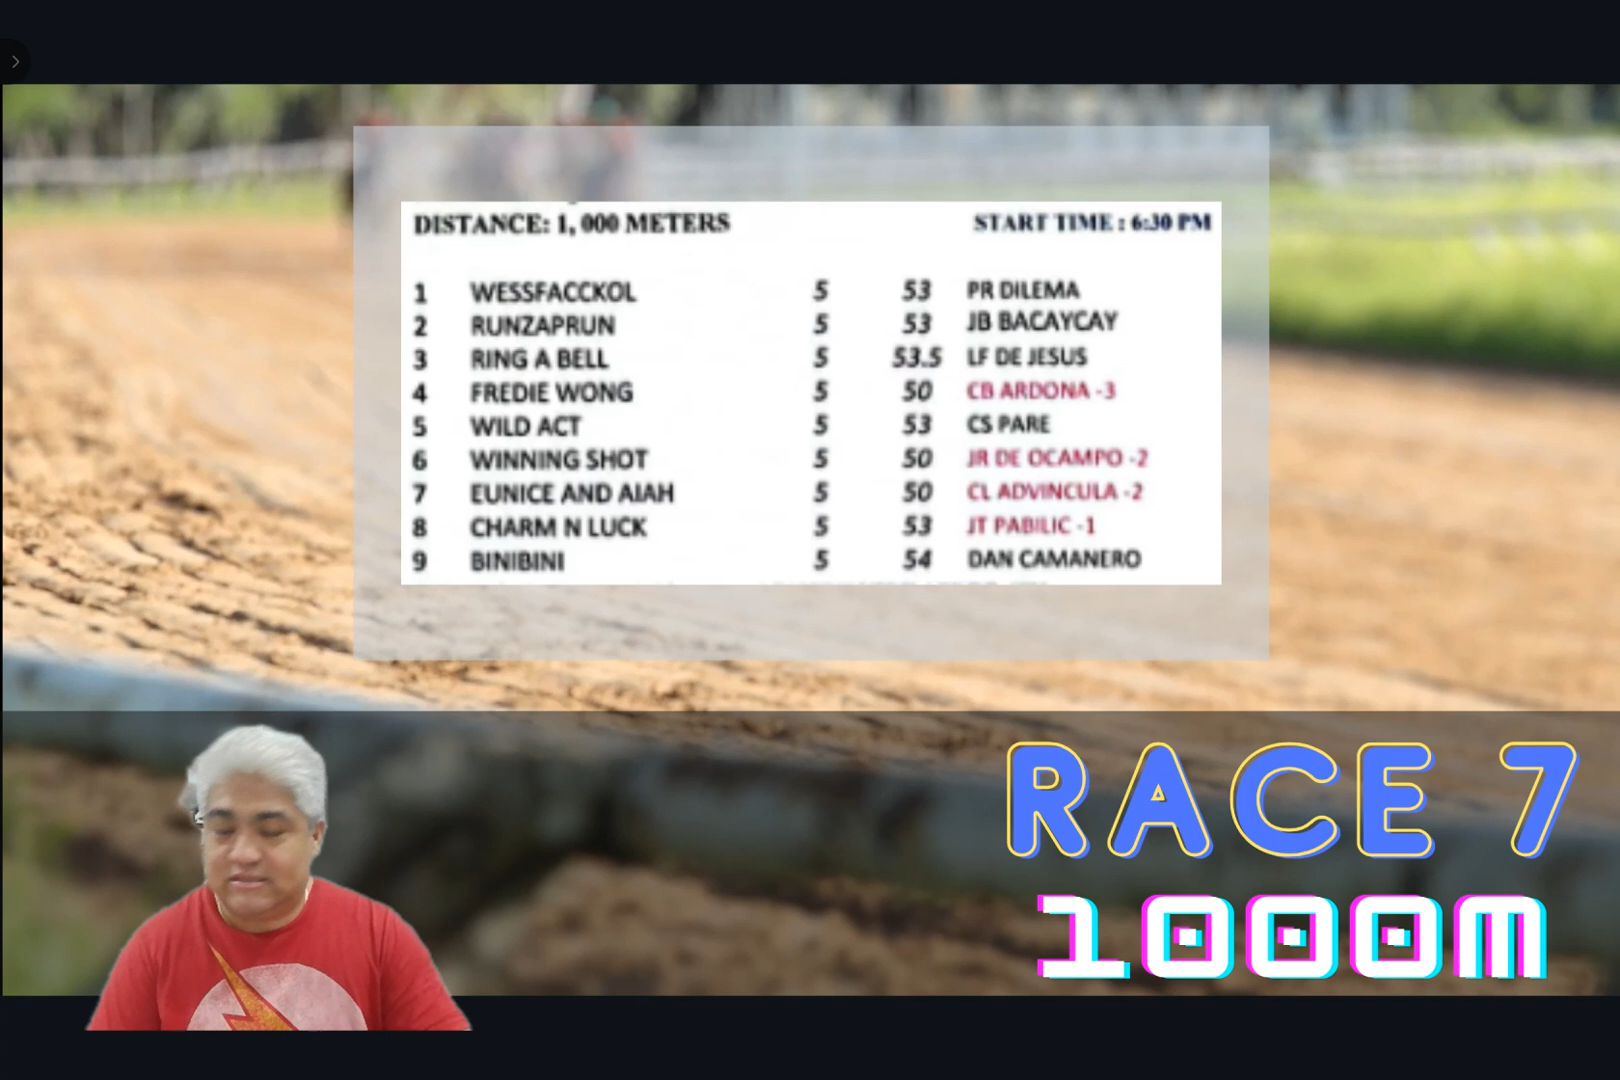 DISTANCE: 1, 000 METERS START TIME : 6:30 PM
1 WESSFACCKOL 5 53 PR DILEMA
2 RUNZAPRUN 5 53 JB BACAYCAY
3 RING A BELL 5 53.5 LF DE JESUS
4 FREDIE WONG 5 50 CB ARDONA -3
5 WILD ACT 5 53 CS PARE
6 WINNING SHOT 5 50 JR DE OCAMPO -2
7 EUNICE AND AIAH 5 50 CL ADVINCULA -2
8 CHARM N LUCK 5 53 JT PABILIC -1
9 BINIBINI 5 54 DAN CAMANERO
RACE 7
1000M